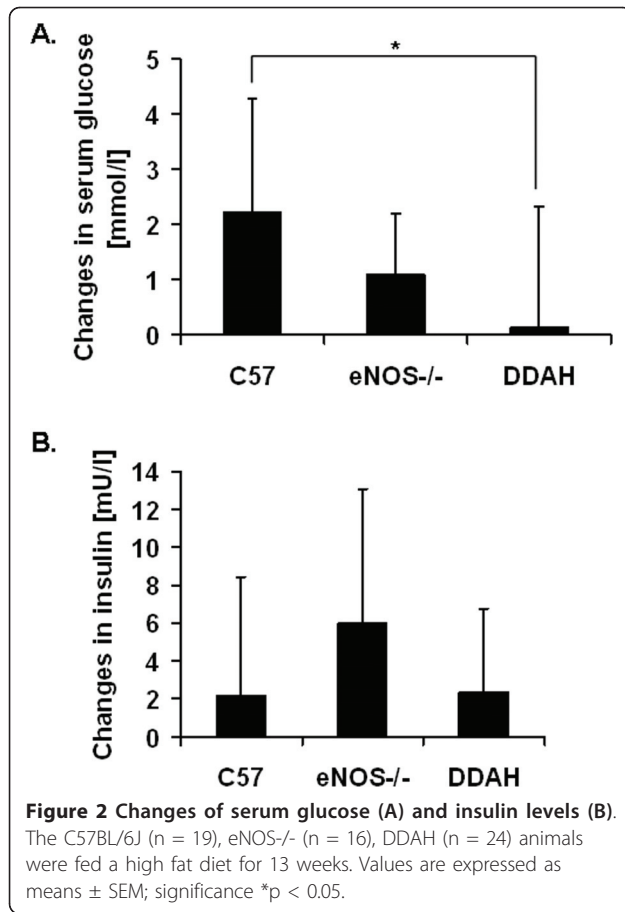 A.
*
Changes in serum glucose
[mmol/l]
5
4
3
2
1
0
C57 eNOS-/- DDAH
B.
Changes in insulin [mU/l]
14
12
10
8
6
4
2
0
C57 eNOS-/- DDAH
Figure 2 Changes of serum glucose (A) and insulin levels (B).
The C57BL/6J (n = 19), eNOS-/- (n = 16), DDAH (n = 24) animals
were fed a high fat diet for 13 weeks. Values are expressed as
means ± SEM; significance *p < 0.05.